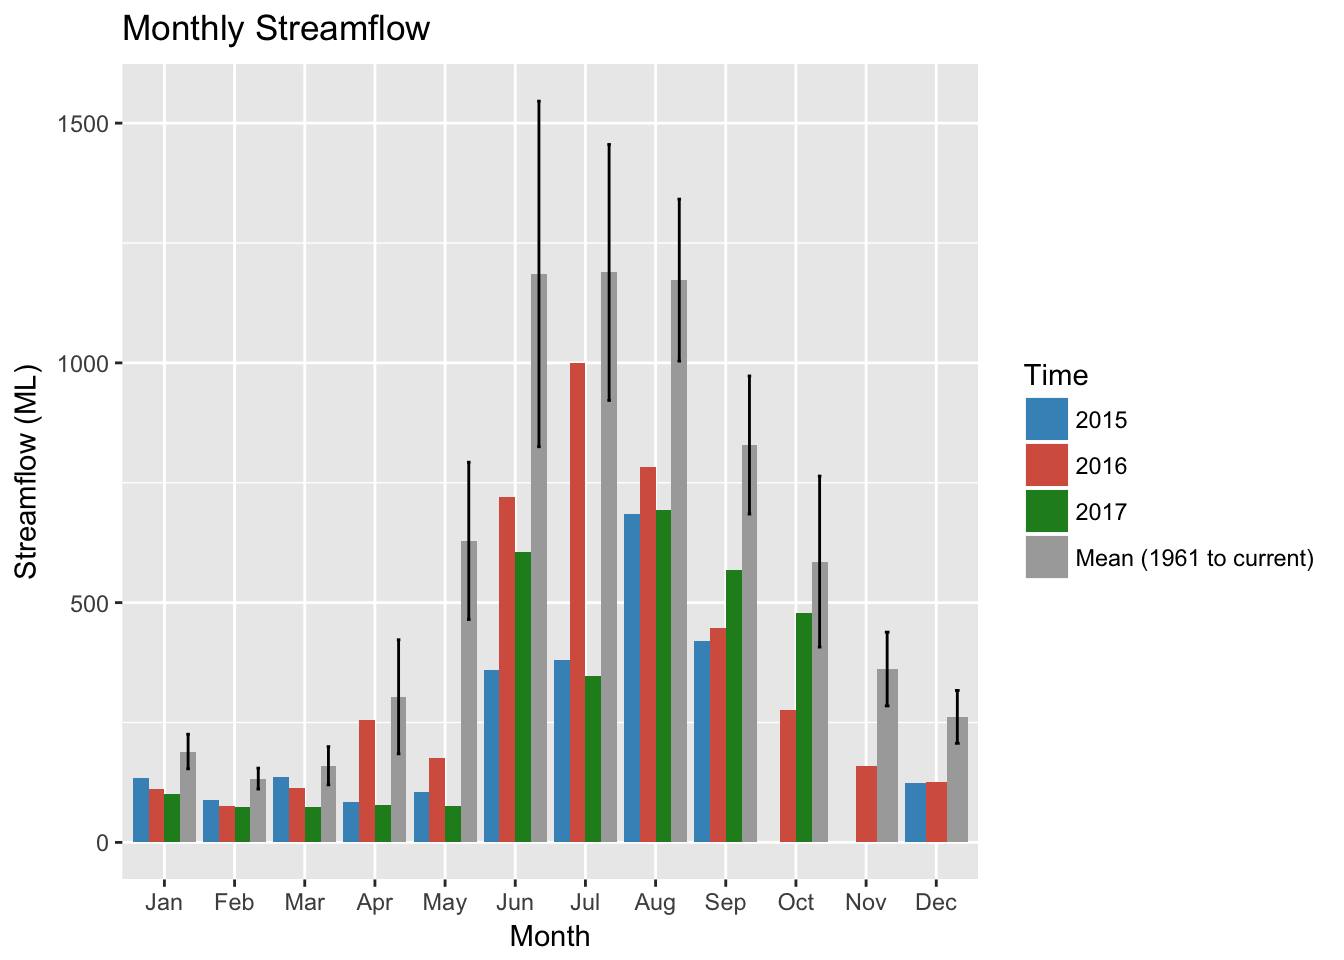 Monthly Streamflow
Streamflow (ML)
1500
1000
500
0
Jan Feb Mar Apr May Jun Jul Aug Sep Oct Nov Dec
Month
Time
2015
2016
2017
Mean (1961 to current)